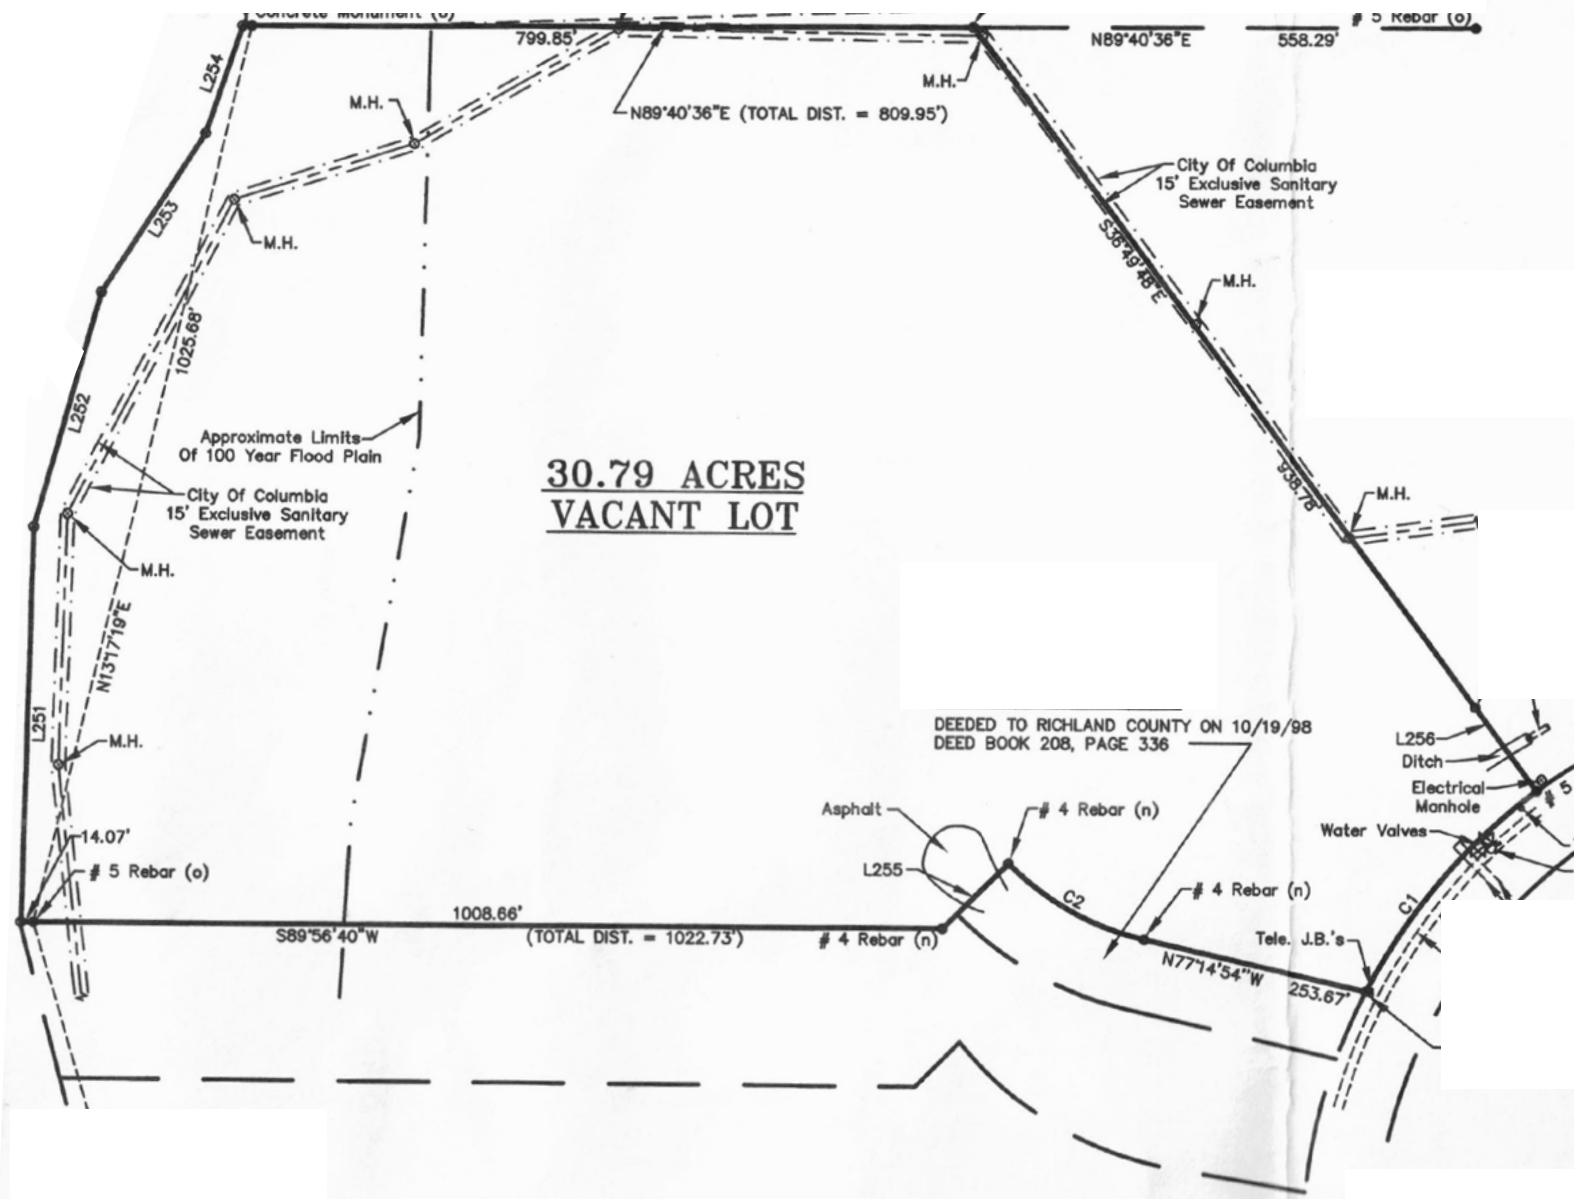 Concrete Monument (o)
# 5 Rebar (o)
799.85'
N89°40'36"E
558.29'
L254
M.H.
M.H.
N89°40'36"E (TOTAL DIST. = 809.95')
City Of Columbia
15' Exclusive Sanitary
Sewer Easement
L253
M.H.
S36°49'48"E
M.H.
1025.68'
L252
Approximate Limits
Of 100 Year Flood Plain
30.79 ACRES
VACANT LOT
938.78'
M.H.
City Of Columbia
15' Exclusive Sanitary
Sewer Easement
M.H.
N13°17'19"E
L251
M.H.
DEEDED TO RICHLAND COUNTY ON 10/19/98
DEED BOOK 208, PAGE 336
L256
Ditch
Electrical
Manhole
# 5
Asphalt
# 4 Rebar (n)
Water Valves
14.07'
# 5 Rebar (o)
L255
C2
# 4 Rebar (n)
C1
1008.66'
S89°56'40"W
(TOTAL DIST. = 1022.73')
# 4 Rebar (n)
Tele. J.B.'s
N77°14'54"W
253.67'